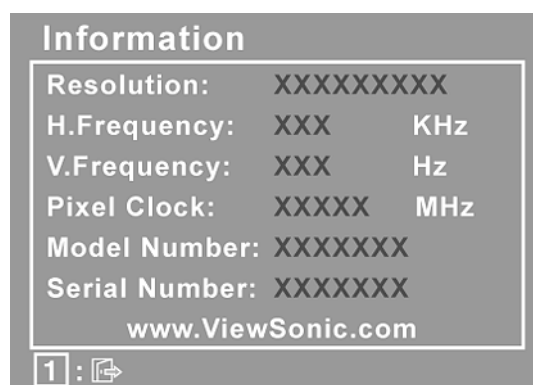 Information
Resolution: XXXXXXXXX
H.Frequency: XXX KHz
V.Frequency: XXX Hz
Pixel Clock: XXXXX MHz
Model Number: XXXXXXX
Serial Number: XXXXXXX
www.ViewSonic.com
1 :